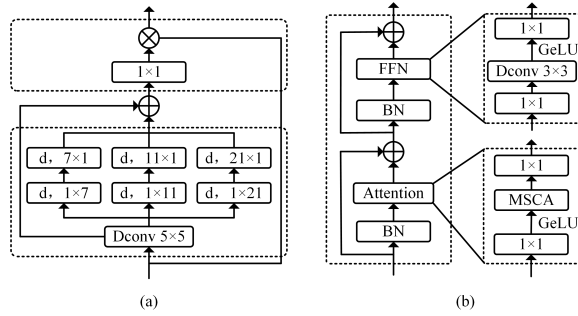 1×1
d, 7×1
d, 11×1
d, 21×1
d, 1×7
d, 1×11
d, 1×21
Dconv 5×5
(a)
FFN
BN
Attention
BN
1×1
GeLU
Dconv 3×3
1×1
1×1
MSCA
GeLU
1×1
(b)